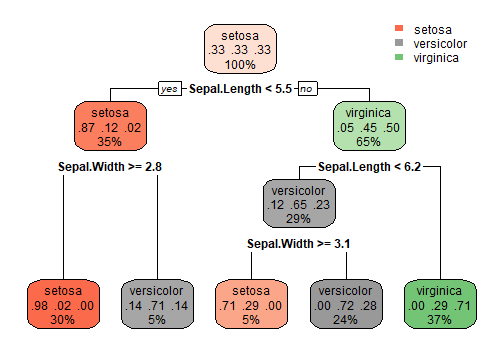 setosa
.33 .33 .33
100%
setosa
versicolor
virginica
yes
Sepal.Length < 5.5
no
setosa
.87 .12 .02
35%
virginica
.05 .45 .50
65%
Sepal.Width >= 2.8
Sepal.Length < 6.2
versicolor
.12 .65 .23
29%
Sepal.Width >= 3.1
setosa
.98 .02 .00
30%
versicolor
.14 .71 .14
5%
setosa
.71 .29 .00
5%
versicolor
.00 .72 .28
24%
virginica
.00 .29 .71
37%